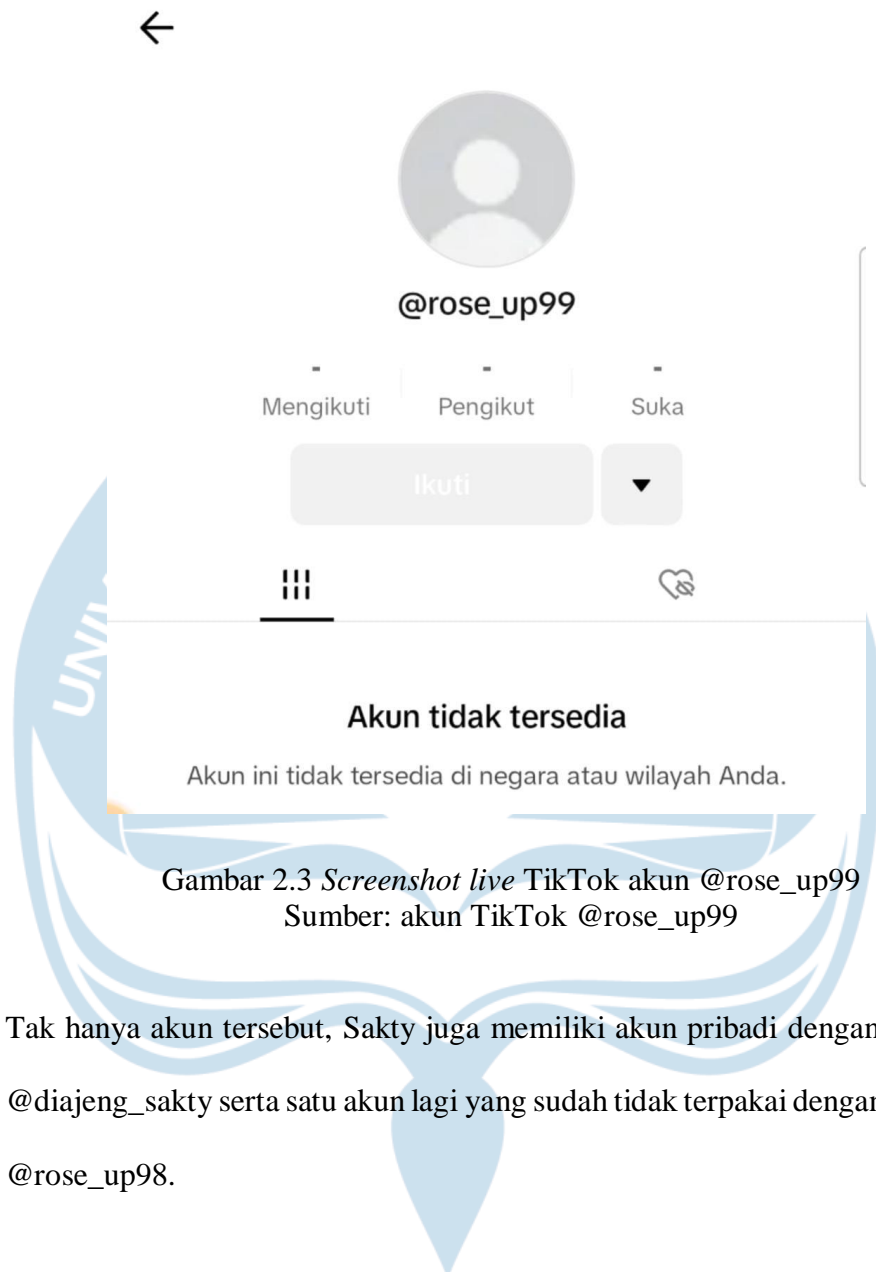 @rose_up99
- - -
Mengikuti Pengikut Suka
Ikuti
Akun tidak tersedia
Akun ini tidak tersedia di negara atau wilayah Anda.
Gambar 2.3 Screenshot live TikTok akun @rose_up99
Sumber: akun TikTok @rose_up99
Tak hanya akun tersebut, Sakty juga memiliki akun pribadi dengan
@diajeng_sakty serta satu akun lagi yang sudah tidak terpakai dengan
@rose_up98.